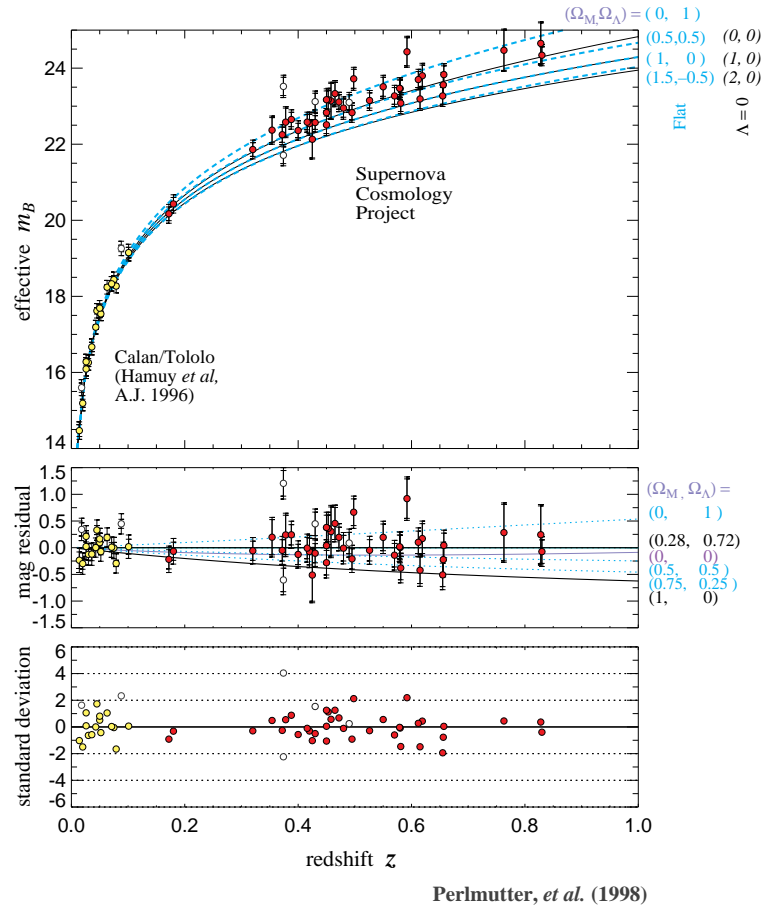 (Ω_M,Ω_Λ) = ( 0, 1 )
(0.5,0.5) (0, 0)
(1, 0) (1, 0)
(1.5,–0.5) (2, 0)
Flat
Λ = 0
effective m_B
24
22
20
18
16
14
Supernova
Cosmology
Project
Calan/Tololo
(Hamuy et al,
A.J. 1996)
mag residual
1.5
1.0
0.5
0.0
-0.5
-1.0
-1.5
(Ω_M , Ω_Λ) =
(0, 1)
(0.28, 0.72)
(0, 0)
(0.5, 0.5 )
(0.75, 0.25 )
(1, 0)
standard deviation
6
4
2
0
-2
-4
-6
0.0 0.2 0.4 0.6 0.8 1.0
redshift z
Perlmutter, et al. (1998)